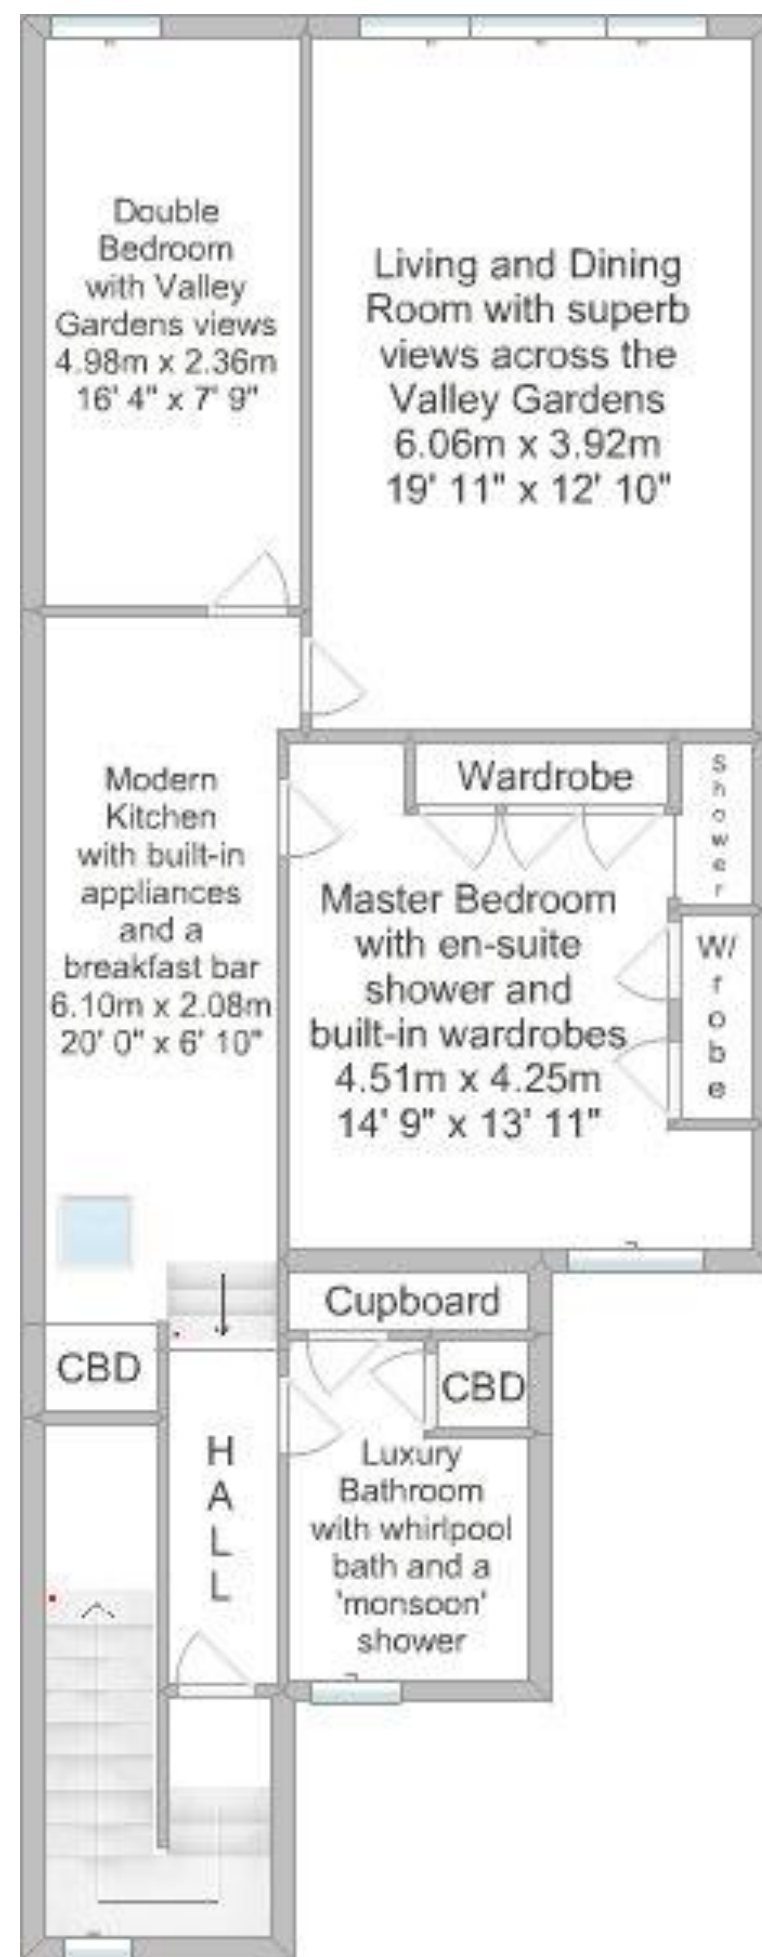 Double
Bedroom
with Valley
Gardens views
4.98m x 2.36m
16' 4" x 7' 9"
Living and Dining
Room with superb
views across the
Valley Gardens
6.06m x 3.92m
19' 11" x 12' 10"
Modern
Kitchen
with built-in
appliances
and a
breakfast bar
6.10m x 2.08m
20' 0" x 6' 10"
Wardrobe
Shower
Master Bedroom
with en-suite
shower and
built-in wardrobes
4.51m x 4.25m
14' 9" x 13' 11"
W/robe
Cupboard
CBD
CBD
HALL
Luxury
Bathroom
with whirlpool
bath and a
'monsoon'
shower